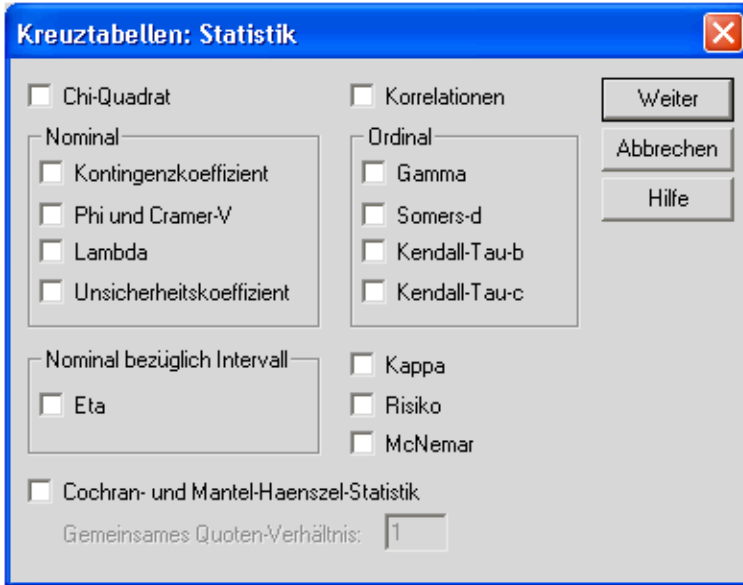 Kreuztabellen: Statistik
Chi-Quadrat
Korrelationen
Weiter
Abbrechen
Hilfe
Nominal
Kontingenzkoeffizient
Phi und Cramer-V
Lambda
Unsicherheitskoeffizient
Ordinal
Gamma
Somers-d
Kendall-Tau-b
Kendall-Tau-c
Nominal bezüglich Intervall
Eta
Kappa
Risiko
McNemar
Cochran- und Mantel-Haenszel-Statistik
Gemeinsames Quoten-Verhältnis: 1